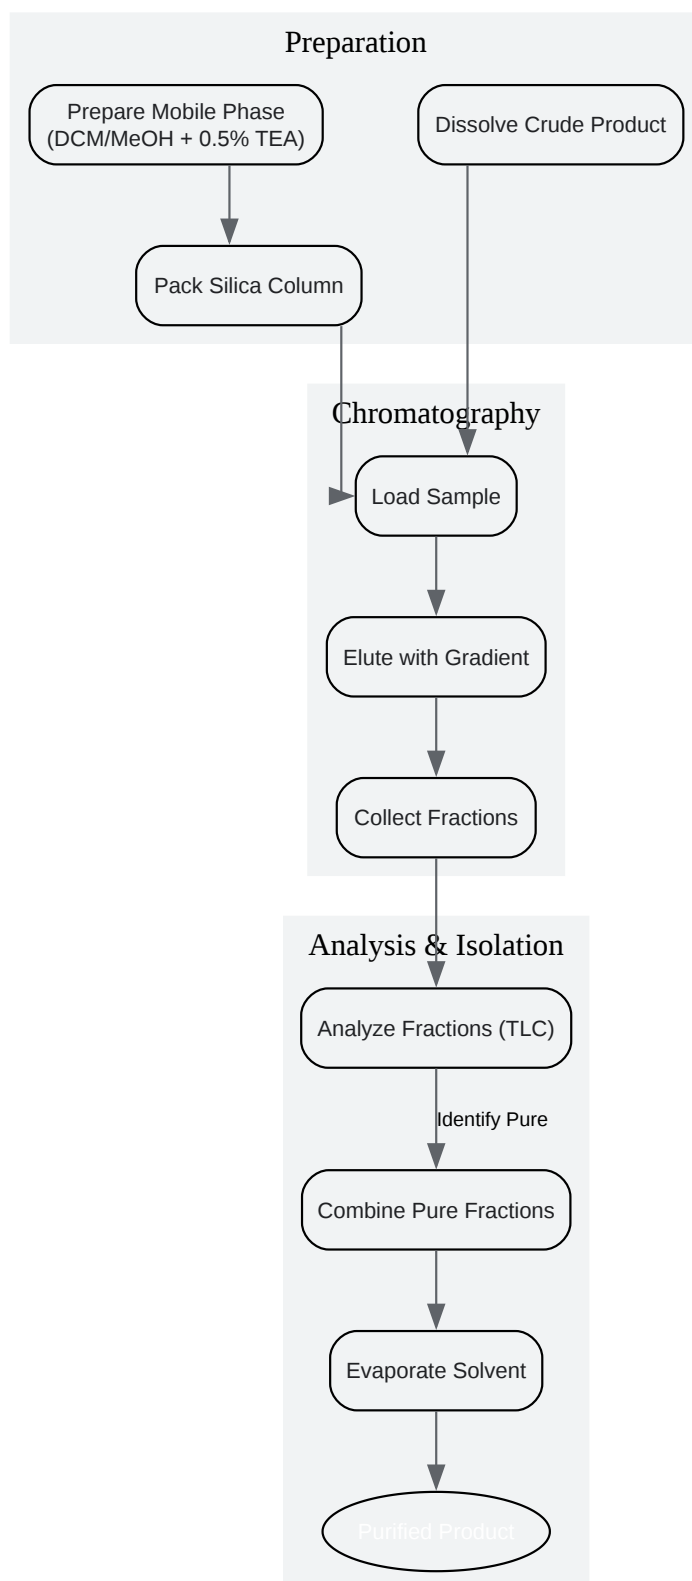 Preparation
Prepare Mobile Phase
(DCM/MeOH + 0.5% TEA)
Dissolve Crude Product
Pack Silica Column
Chromatography
Load Sample
Elute with Gradient
Collect Fractions
Analysis & Isolation
Analyze Fractions (TLC)
Identify Pure
Combine Pure Fractions
Evaporate Solvent
Purified Product